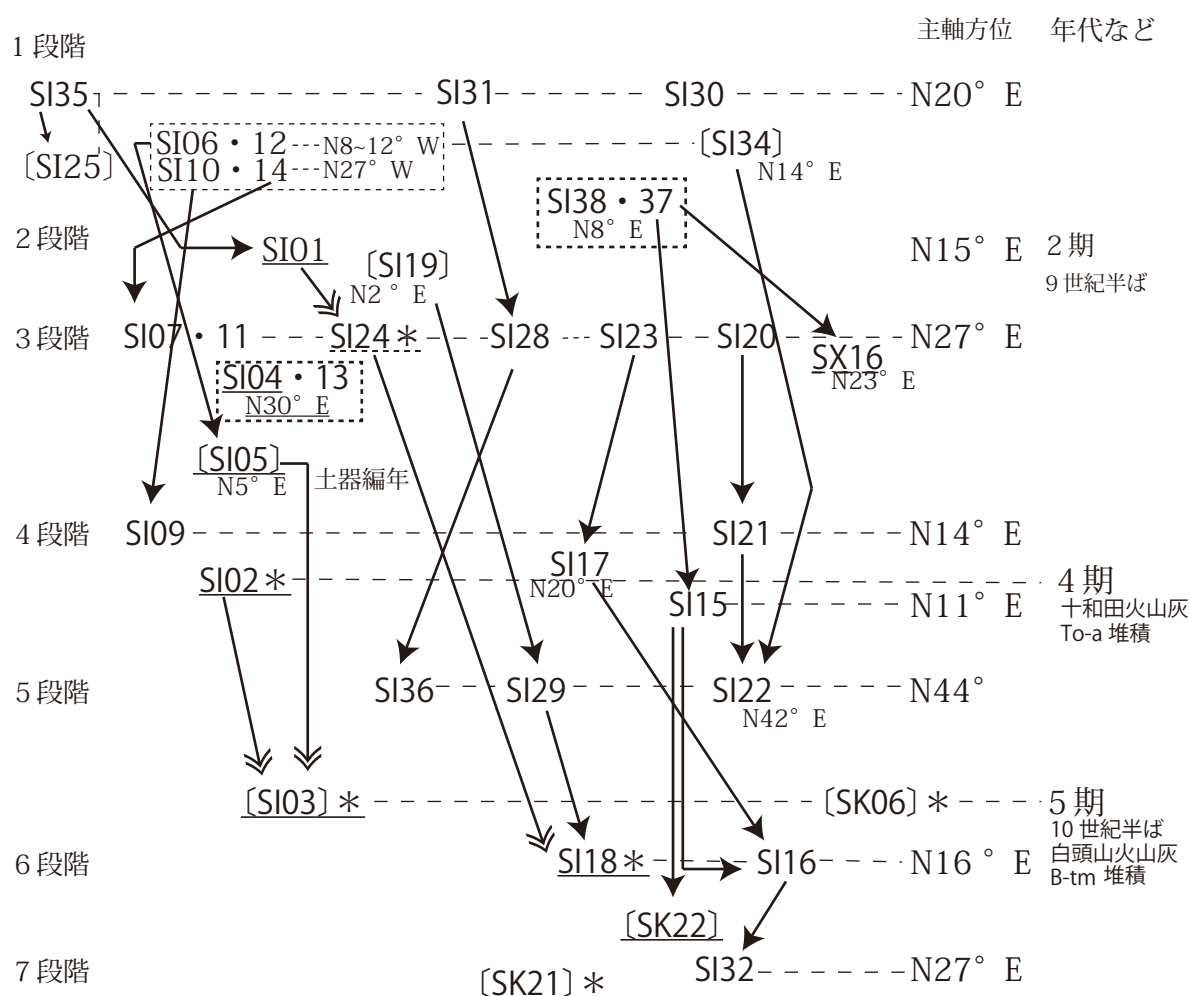 主軸方位 年代など
1 段階
SI35 SI31 SI30 N20° E
SI06・12 N8~12° W 〔SI34〕
〔SI25〕 SI10・14 N27° W N14° E
SI38・37
N8° E
2 段階 SI01 N15° E 2 期
〔SI19〕
N2 ° E 9 世紀半ば
3 段階 SI07・11 SI24＊ SI28 SI23 SI20 N27° E
SX16
N23° E
SI04・13
N30° E
〔SI05〕
N5° E 土器編年
4 段階 SI09 SI21 N14° E
SI17
N20° E
SI02＊ 4 期
SI15 N11° E 十和田火山灰
To-a 堆積
5 段階 SI36 SI29 SI22 N44°
N42° E
〔SI03〕＊ 〔SK06〕＊ 5 期
10 世紀半ば
6 段階 SI18＊ SI16 N16 ° E 白頭山火山灰
B-tm 堆積
〔SK22〕
7 段階 〔SK21〕＊ SI32 N27° E